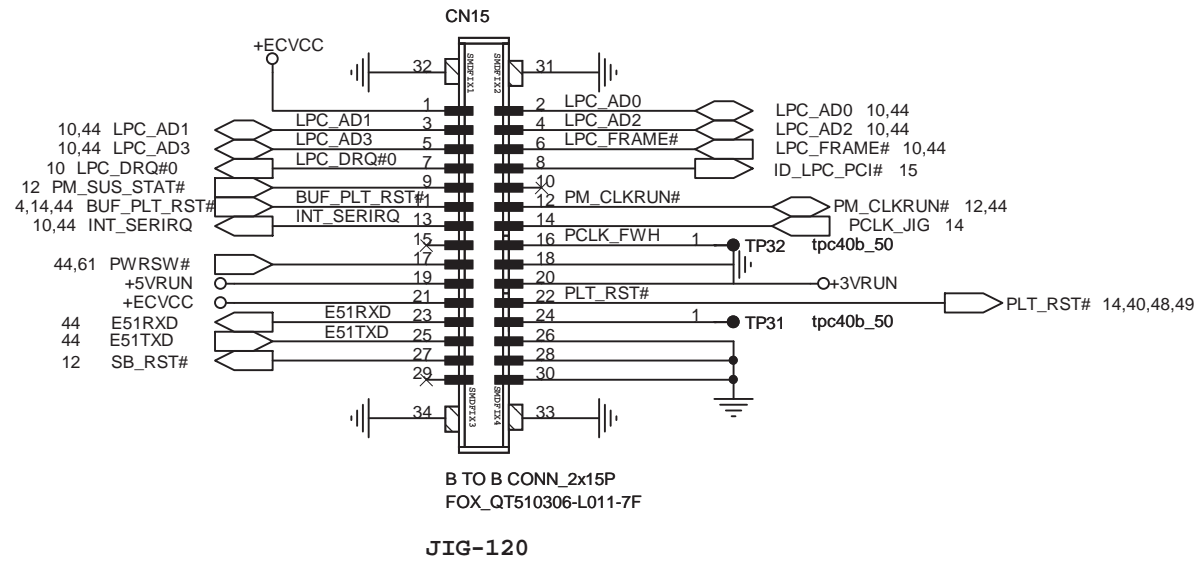 CN15
+ECVCC
SMDFIX1
SMDFIX2
32
31
1
2 LPC_AD0
LPC_AD0 10,44
10,44 LPC_AD1
LPC_AD1
3
4 LPC_AD2
LPC_AD2 10,44
10,44 LPC_AD3
LPC_AD3
5
6 LPC_FRAME#
LPC_FRAME# 10,44
10 LPC_DRQ#0
LPC_DRQ#0
7
8
ID_LPC_PCI# 15
12 PM_SUS_STAT#
9
10
4,14,44 BUF_PLT_RST#
BUF_PLT_RST#
11
12 PM_CLKRUN#
PM_CLKRUN# 12,44
10,44 INT_SERIRQ
INT_SERIRQ
13
14
PCLK_JIG 14
15
16 PCLK_FWH
1
TP32
tpc40b_50
44,61 PWRSW#
17
18
+5VRUN
19
20
+3VRUN
+ECVCC
21
22 PLT_RST#
PLT_RST# 14,40,48,49
44 E51RXD
E51RXD
23
24
1
TP31
tpc40b_50
44 E51TXD
E51TXD
25
26
12 SB_RST#
27
28
29
30
SMDFIX3
SMDFIX4
34
33
B TO B CONN_2x15P
FOX_QT510306-L011-7F
JIG-120